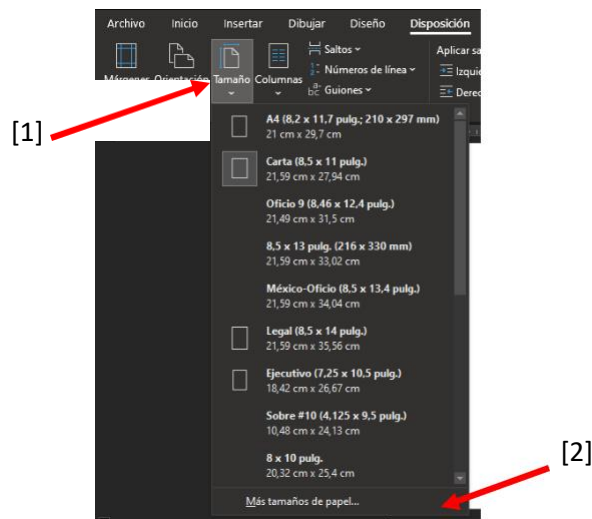 Archivo Inicio Insertar Dibujar Diseño Disposición
Saltos Aplicar sa
Números de línea Izquie
Márgenes Orientación Tamaño Columnas Guiones Derec
[1]
A4 (8,2 x 11,7 pulg.; 210 x 297 mm)
21 cm x 29,7 cm
Carta (8,5 x 11 pulg.)
21,59 cm x 27,94 cm
Oficio 9 (8,46 x 12,4 pulg.)
21,49 cm x 31,5 cm
8,5 x 13 pulg. (216 x 330 mm)
21,59 cm x 33,02 cm
México-Oficio (8,5 x 13,4 pulg.)
21,59 cm x 34,04 cm
Legal (8,5 x 14 pulg.)
21,59 cm x 35,56 cm
Ejecutivo (7,25 x 10,5 pulg.)
18,42 cm x 26,67 cm
Sobre #10 (4,125 x 9,5 pulg.)
10,48 cm x 24,13 cm
8 x 10 pulg.
20,32 cm x 25,4 cm
[2]
Más tamaños de papel...